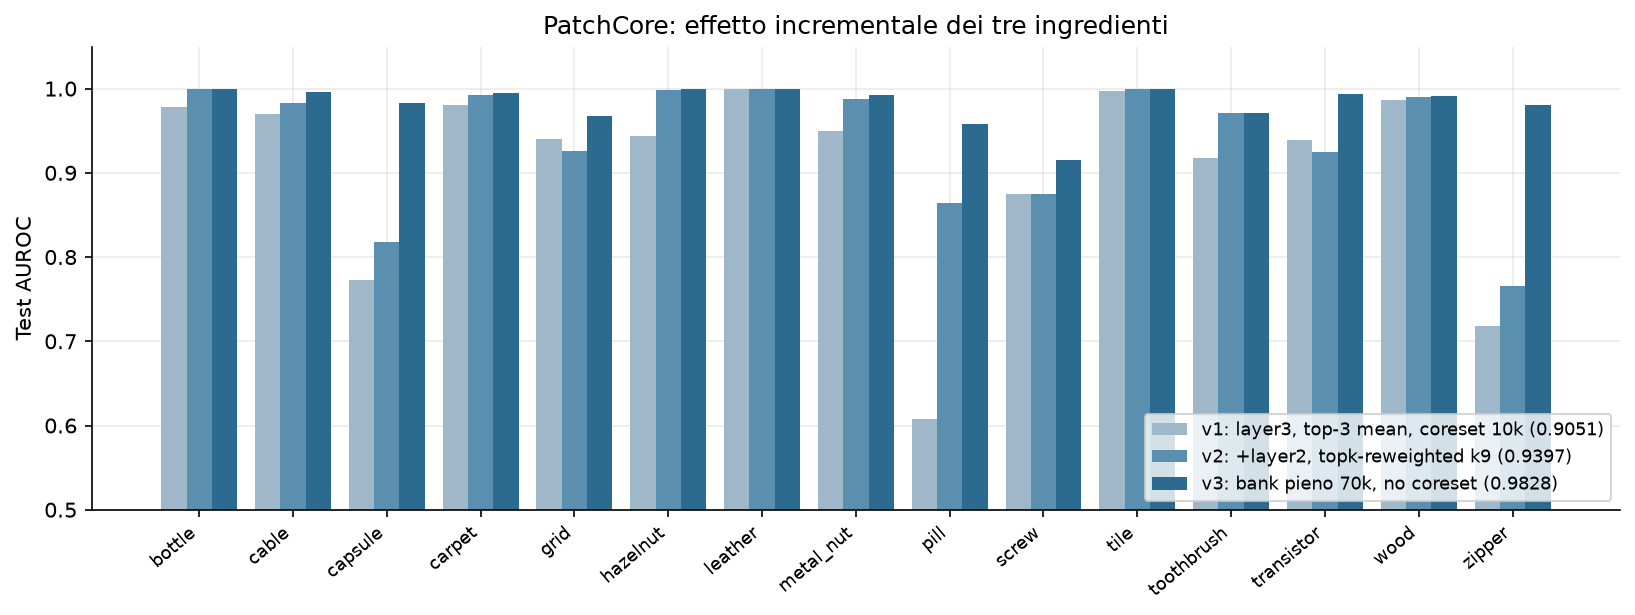 PatchCore: effetto incrementale dei tre ingredienti
Test AUROC
1.0
0.9
0.8
0.7
0.6
0.5
bottle
cable
capsule
carpet
grid
hazelnut
leather
metal_nut
pill
screw
tile
toothbrush
transistor
wood
zipper
v1: layer3, top-3 mean, coreset 10k (0.9051)
v2: +layer2, topk-reweighted k9 (0.9397)
v3: bank pieno 70k, no coreset (0.9828)